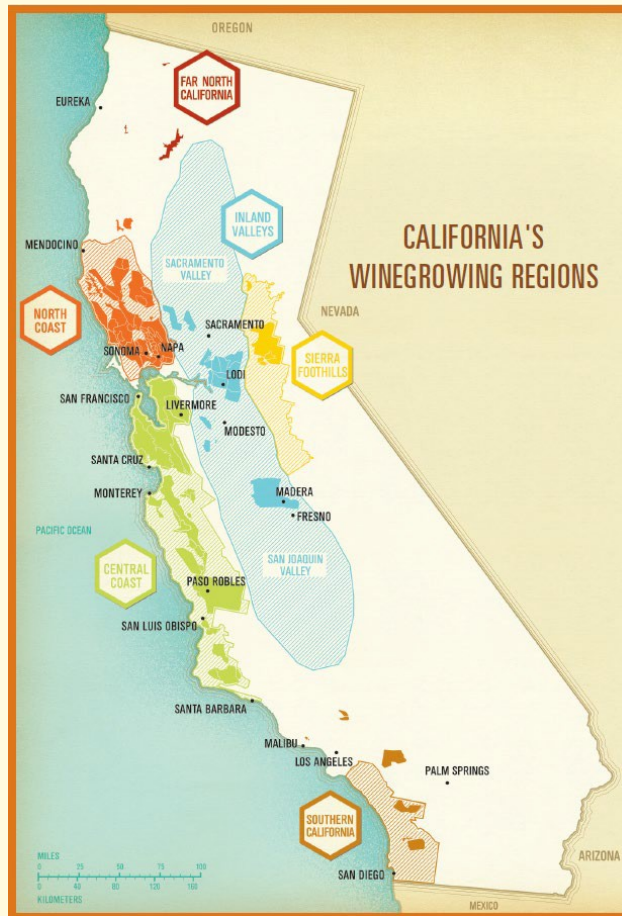 OREGON
FAR NORTH
CALIFORNIA
EUREKA
INLAND
VALLEYS
CALIFORNIA'S
WINEGROWING REGIONS
MENDOCINO
SACRAMENTO
VALLEY
NEVADA
NORTH
COAST
SACRAMENTO
SONOMA
NAPA
SIERRA
FOOTHILLS
LODI
SAN FRANCISCO
LIVERMORE
MODESTO
SANTA CRUZ
MONTEREY
MADERA
FRESNO
PACIFIC OCEAN
SAN JOAQUIN
VALLEY
CENTRAL
COAST
PASO ROBLES
SAN LUIS OBISPO
SANTA BARBARA
MALIBU
LOS ANGELES
PALM SPRINGS
SOUTHERN
CALIFORNIA
ARIZONA
MILES
0 25 50 75 100
0 40 80 120 160
KILOMETERS
SAN DIEGO
MEXICO